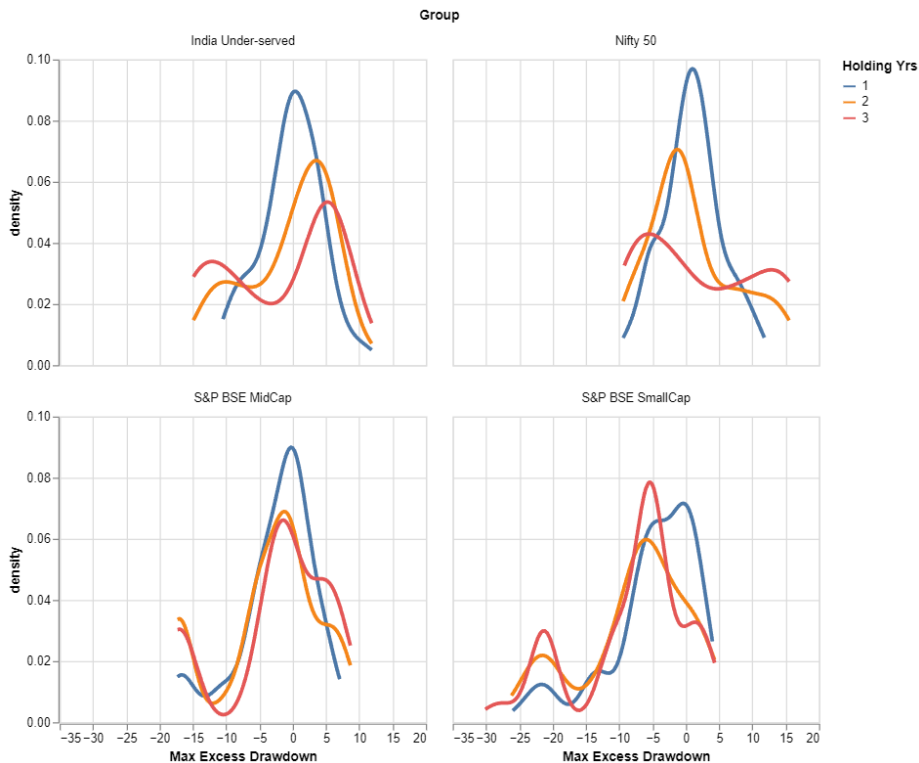 Group
India Under-served
Nifty 50
Holding Yrs
1
2
3
density
0.10
0.08
0.06
0.04
0.02
0.00
S&P BSE MidCap
S&P BSE SmallCap
density
0.10
0.08
0.06
0.04
0.02
0.00
−35 −30 −25 −20 −15 −10 −5 0 5 10 15 20
−35 −30 −25 −20 −15 −10 −5 0 5 10 15 20
Max Excess Drawdown
Max Excess Drawdown